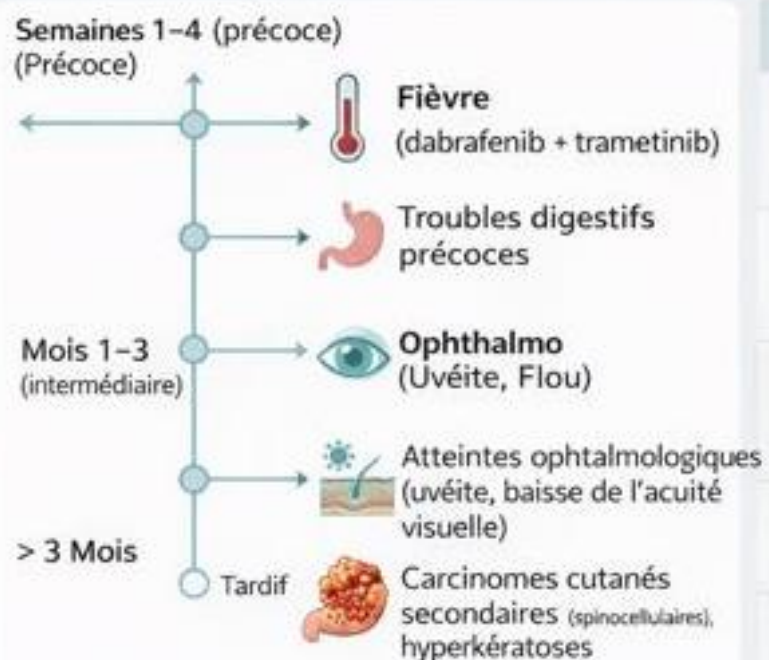 Semaines 1–4 (précoce)
(Précoce)
Fièvre
(dabrafenib + trametinib)
Troubles digestifs
précoces
Mois 1–3
(intermédiaire)
Ophthalmo
(Uvéite, Flou)
Atteintes ophtalmologiques
(uvéite, baisse de l'acuité
visuelle)
> 3 Mois
Tardif
Carcinomes cutanés
secondaires (spinocellulaires),
hyperkératoses